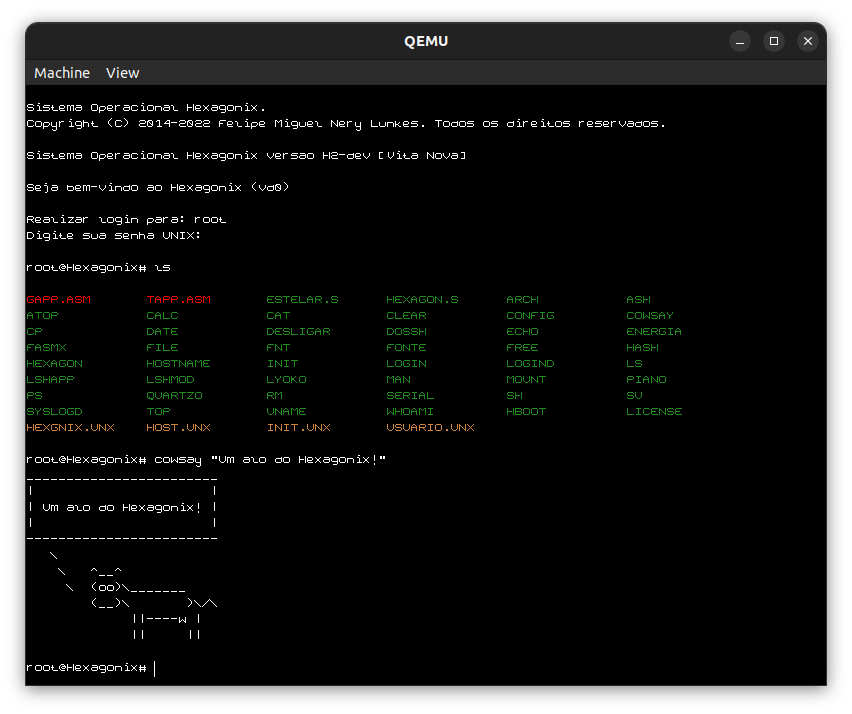 QEMU
Machine View
Sistema Operacional Hexagonix.
Copyright (C) 2014-2022 Felipe Miguel Nery Lunkes. Todos os direitos reservados.
Sistema Operacional Hexagonix versao H2-dev [Vita Nova]
Seja bem-vindo ao Hexagonix (vd0)
Realizar login para: root
Digite sua senha UNIX:
root@Hexagonix# ls
GAPP.ASM TAPP.ASM ESTELAR.S HEXAGON.S ARCH ASH
ATOP CALC CAT CLEAR CONFIG COWSAY
CP DATE DESLIGAR DOSSH ECHO ENERGIA
FASMX FILE FNT FONTE FREE HASH
HEXAGON HOSTNAME INIT LOGIN LOGIND LS
LSHAPP LSHMOD LYOKO MAN MOUNT PIANO
PS QUARTZO RM SERIAL SH SU
SYSLOGD TOP UNAME WHOAMI HBOOT LICENSE
HEXGNIX.UNX HOST.UNX INIT.UNX USUARIO.UNX
root@Hexagonix# cowsay "Um alo do Hexagonix!"
------------------------
|                      |
| Um alo do Hexagonix! |
|                      |
------------------------
   \
    \   ^__^
     \  (oo)\_______
        (__)\       )\/\
             ||----w |
             ||     ||
root@Hexagonix#